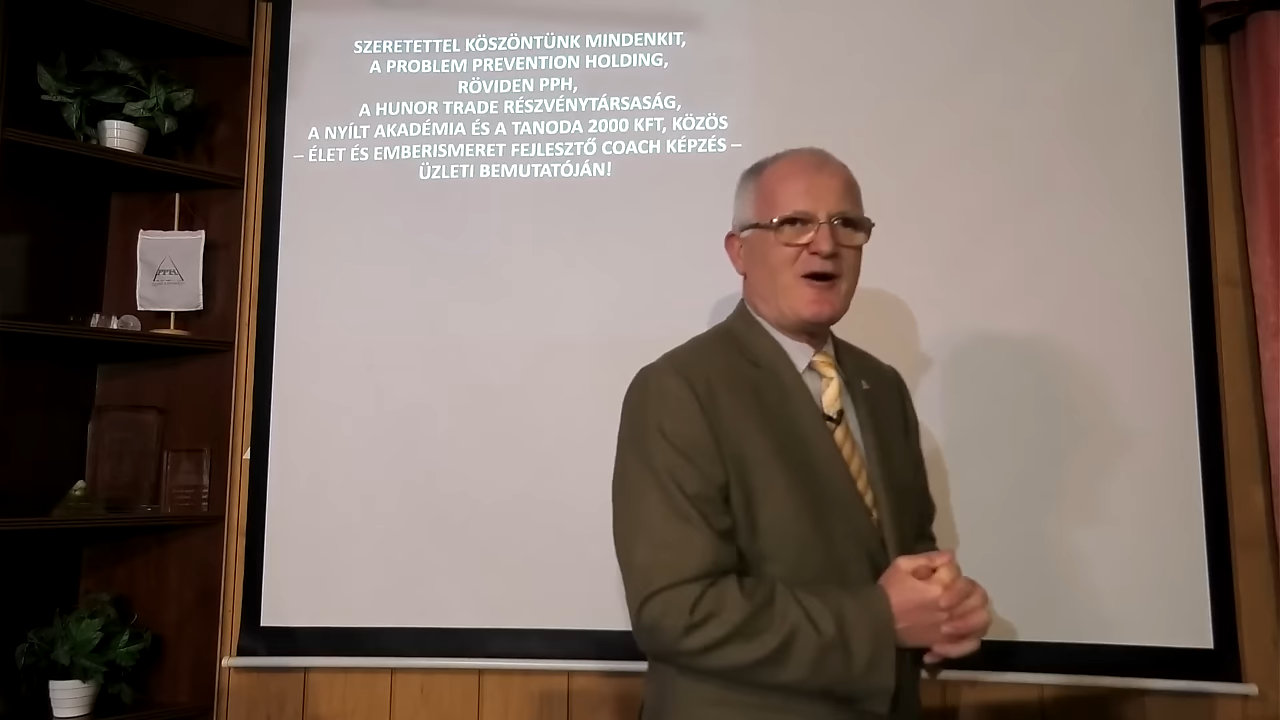 SZERETETTEL KÖSZÖNTÜNK MINDENKIT,
A PROBLEM PREVENTION HOLDING,
RÖVIDEN PPH,
A HUNOR TRADE RÉSZVÉNYTÁRSASÁG,
A NYÍLT AKADÉMIA ÉS A TANODA 2000 KFT, KÖZÖS
– ÉLET ÉS EMBERISMERET FEJLESZTŐ COACH KÉPZÉS –
ÜZLETI BEMUTATÓJÁN!